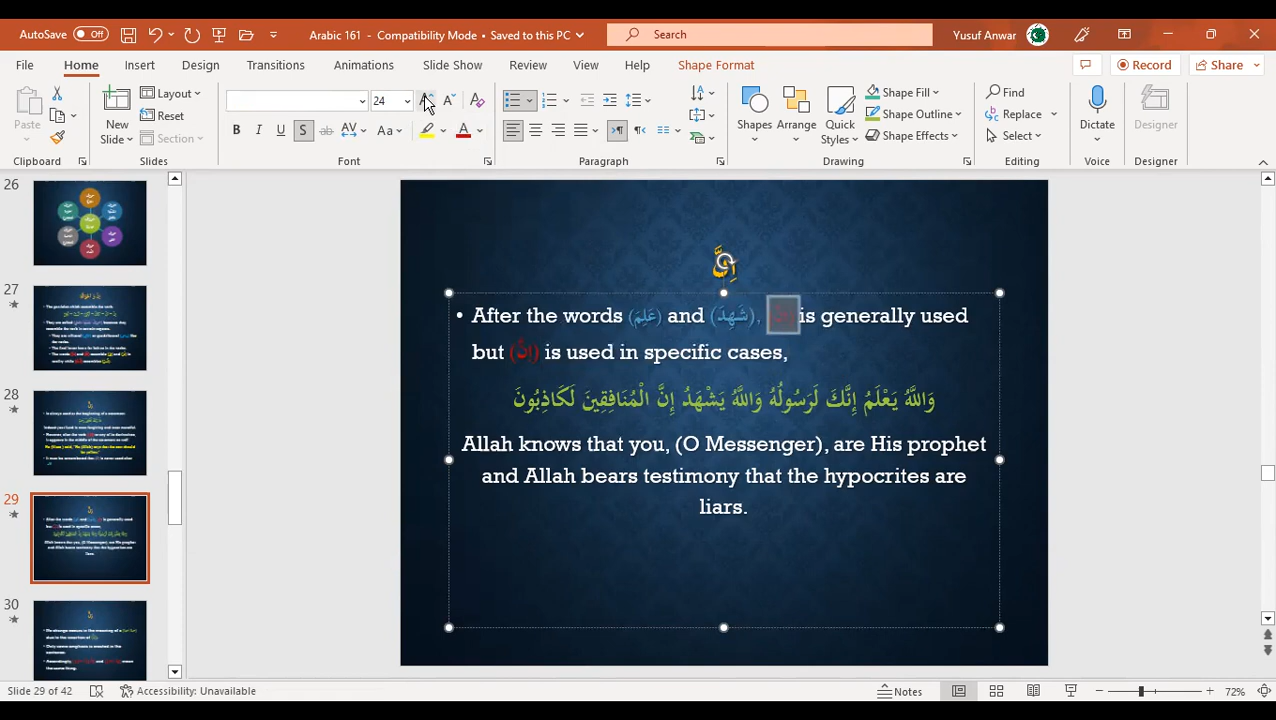 AutoSave Off Arabic 161 - Compatibility Mode • Saved to this PC Search Yusuf Anwar
File Home Insert Design Transitions Animations Slide Show Review View Help Shape Format Record Share
Paste New Slide Layout Reset Section 24 B I U S ab AV Aa Shapes Arrange Quick Styles Shape Fill Shape Outline Shape Effects Find Replace Select Dictate Designer
Clipboard Slides Font Paragraph Drawing Editing Voice Designer
26
27
28
29
30
إِنَّ
• After the words (عَلِمَ) and (شَهِدَ) is generally used
but (ان) is used in specific cases,
وَاللَّهُ يَعْلَمُ إِنَّكَ لَرَسُولُهُ وَاللَّهُ يَشْهَدُ إِنَّ الْمُنَافِقِينَ لَكَاذِبُونَ
Allah knows that you, (O Messenger), are His prophet
and Allah bears testimony that the hypocrites are
liars.
Slide 29 of 42 Accessibility: Unavailable Notes 72%